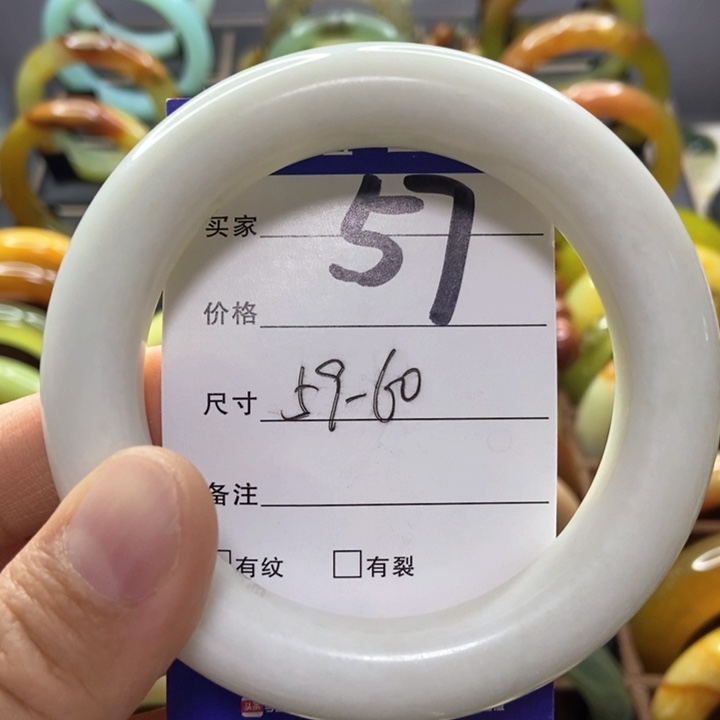 57
买家
价格
尺寸 59-60
备注
有纹 有裂